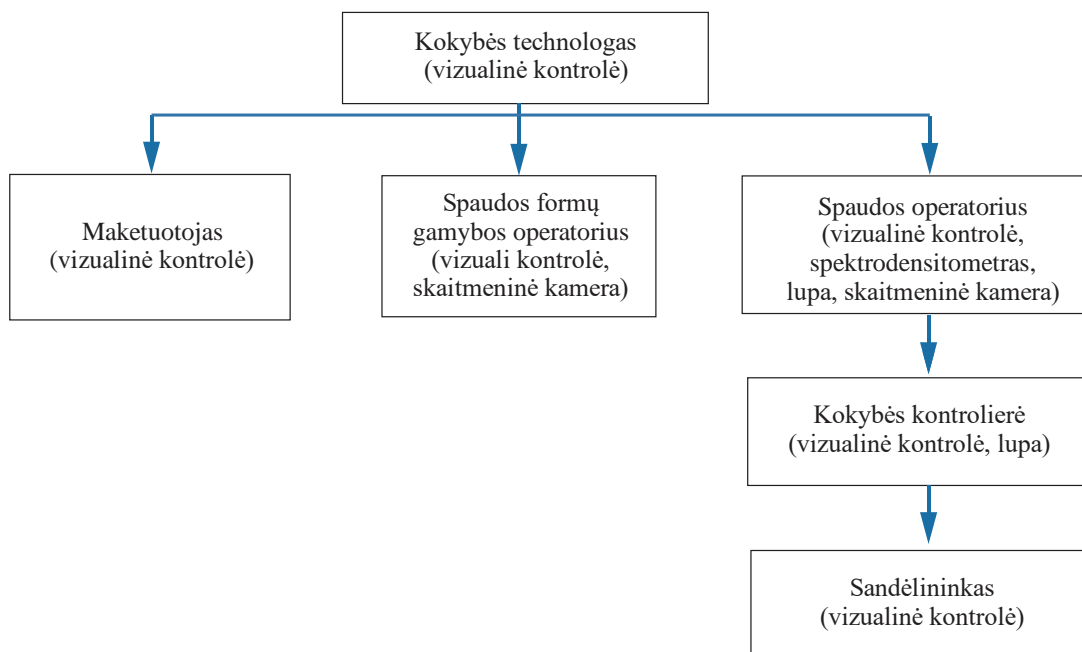 Kokybės technologas
(vizualinė kontrolė)
Maketuotojas
(vizualinė kontrolė)
Spaudos formų
gamybos operatorius
(vizuali kontrolė,
skaitmeninė kamera)
Spaudos operatorius
(vizualinė kontrolė,
spektrodensitometras,
lupa, skaitmeninė kamera)
Kokybės kontrolierė
(vizualinė kontrolė, lupa)
Sandėlininkas
(vizualinė kontrolė)